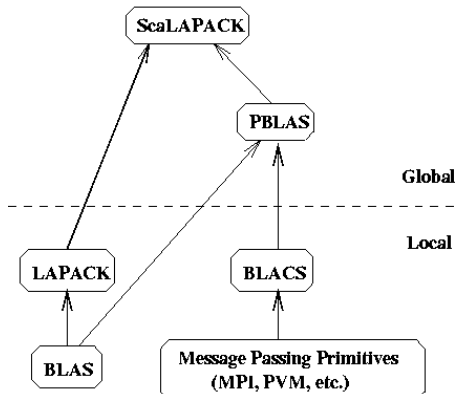 ScaLAPACK
PBLAS
Global
Local
LAPACK
BLACS
BLAS
Message Passing Primitives
(MPI, PVM, etc.)